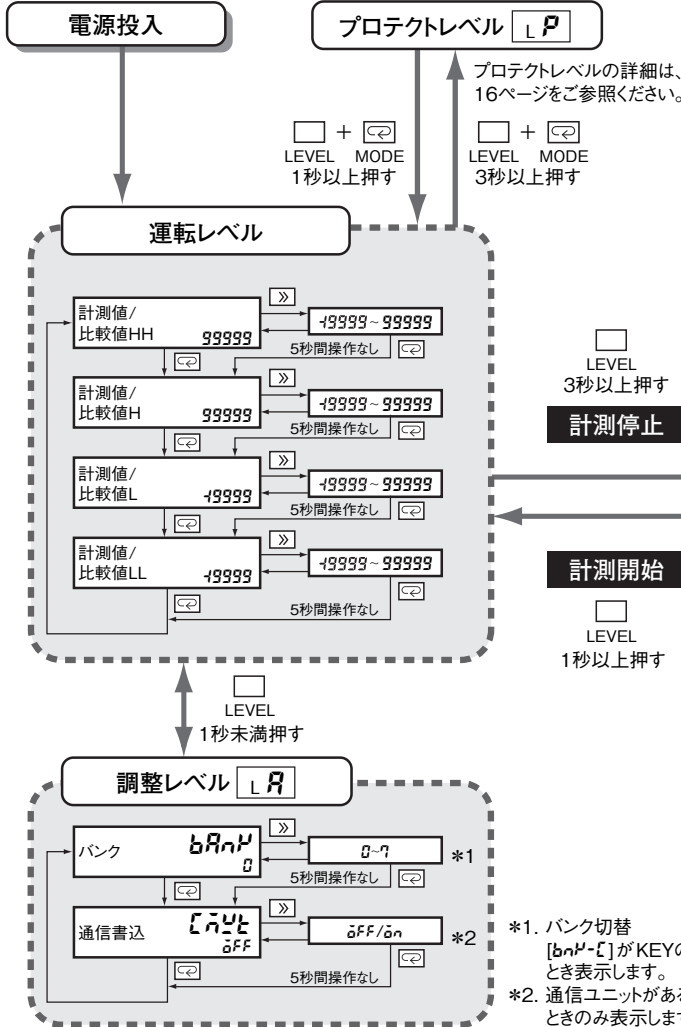 電源投入
プロテクトレベル L P
プロテクトレベルの詳細は、
16ページをご参照ください。
+
LEVEL MODE
1秒以上押す
+
LEVEL MODE
3秒以上押す
運転レベル
計測値/
比較値HH 99999
-19999~99999
5秒間操作なし
計測値/
比較値H 99999
-19999~99999
5秒間操作なし
計測値/
比較値L -19999
-19999~99999
5秒間操作なし
計測値/
比較値LL -19999
-19999~99999
5秒間操作なし
LEVEL
3秒以上押す
計測停止
計測開始
LEVEL
1秒以上押す
LEVEL
1秒未満押す
調整レベル L A
バンク bAnK
0
0~7
*1
5秒間操作なし
通信書込 CMWt
oFF
oFF/on
*2
5秒間操作なし
*1. バンク切替
[bnK-C]がKEYの
とき表示します。
*2. 通信ユニットがある
ときのみ表示します